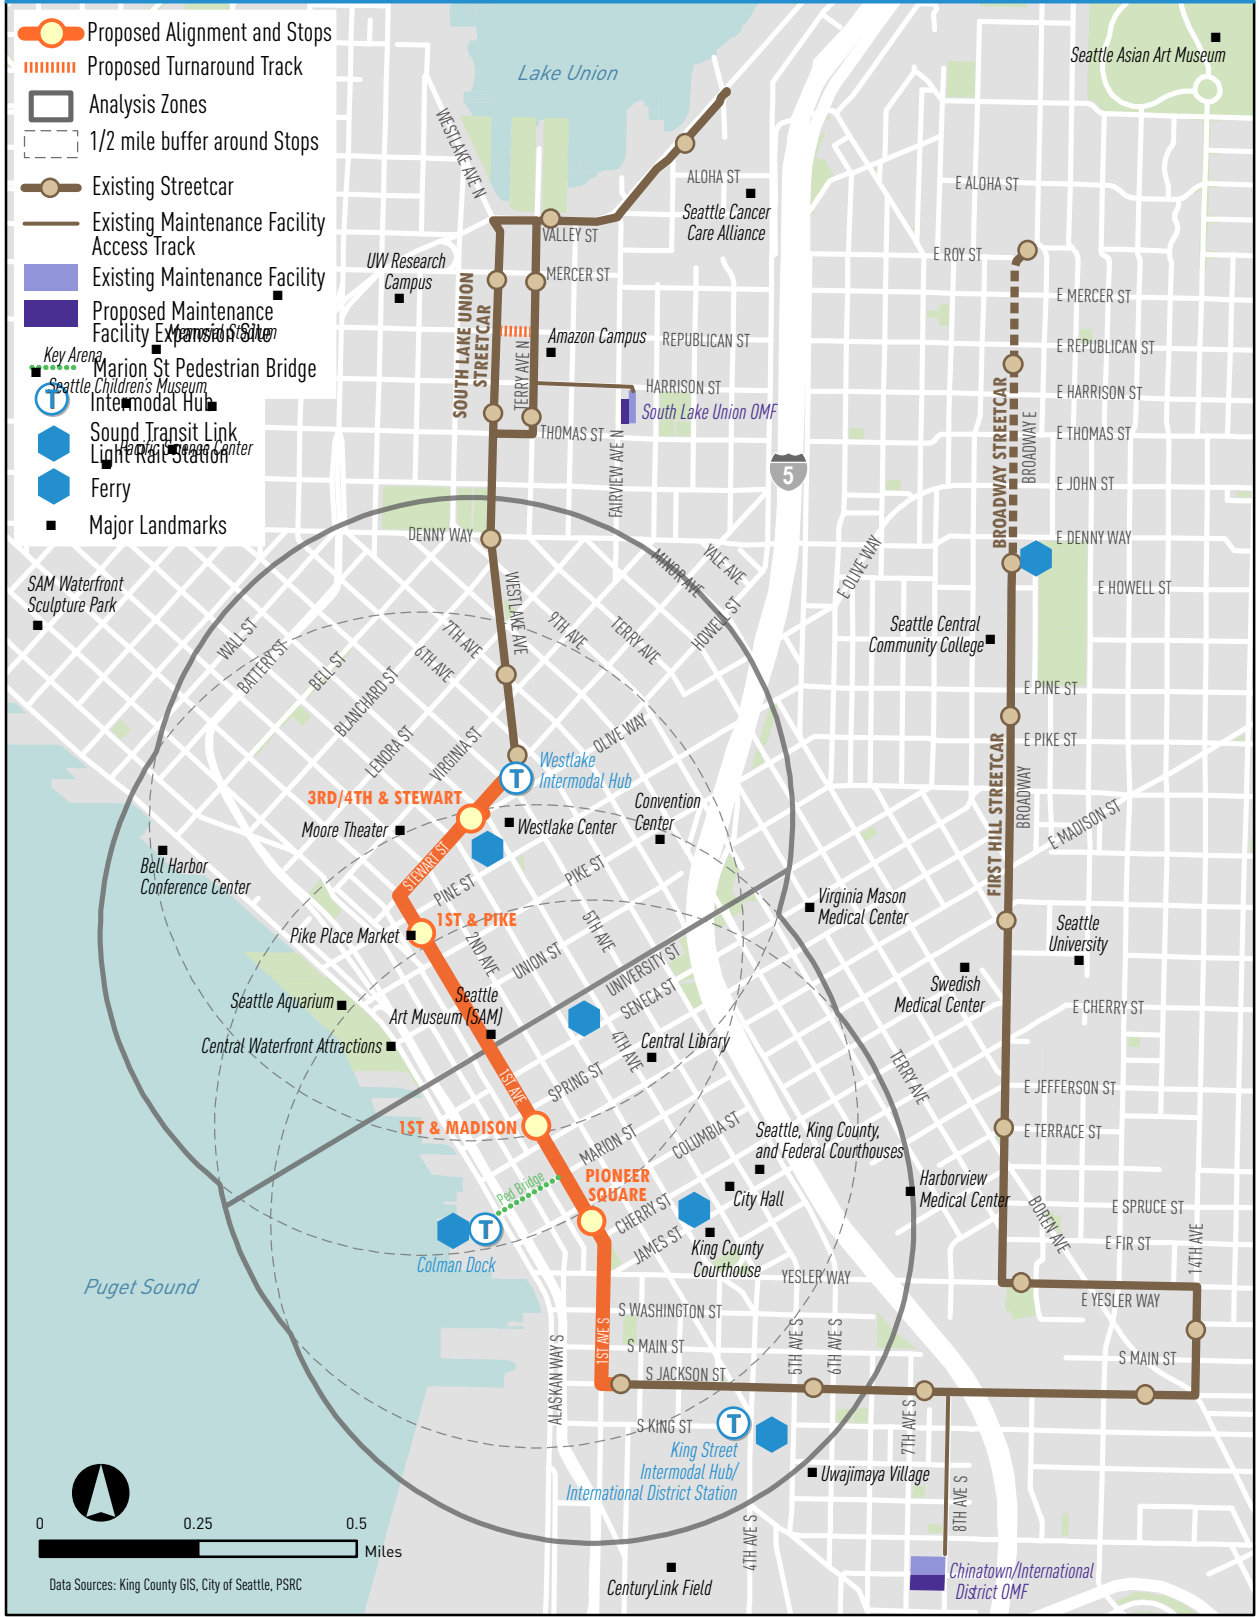 Proposed Alignment and Stops
Proposed Turnaround Track
Analysis Zones
1/2 mile buffer around Stops
Existing Streetcar
Existing Maintenance Facility
Access Track
Existing Maintenance Facility
Proposed Maintenance
Facility Expansion Site
Memorial Stadium
Key Arena
Marion St Pedestrian Bridge
Seattle Children's Museum
T
Intermodal Hub
Sound Transit Link
Light Rail Station
Pacific Science Center
Ferry
Major Landmarks
Lake Union
Seattle Asian Art Museum
WESTLAKE AVE N
ALOHA ST
Seattle Cancer
Care Alliance
E ALOHA ST
VALLEY ST
E ROY ST
UW Research
Campus
MERCER ST
E MERCER ST
SOUTH LAKE UNION
STREETCAR
TERRY AVE N
Amazon Campus
REPUBLICAN ST
E REPUBLICAN ST
HARRISON ST
E HARRISON ST
South Lake Union OMF
THOMAS ST
E THOMAS ST
FAIRVIEW AVE N
5
BROADWAY STREETCAR
BROADWAY E
E JOHN ST
DENNY WAY
E DENNY WAY
SAM Waterfront
Sculpture Park
WESTLAKE AVE
MINOR AVE
YALE AVE
E OLIVE WAY
E HOWELL ST
WALL ST
BATTERY ST
BELL ST
BLANCHARD ST
LENORA ST
VIRGINIA ST
7TH AVE
6TH AVE
9TH AVE
TERRY AVE
HOWELL ST
OLIVE WAY
Seattle Central
Community College
E PINE ST
E PIKE ST
FIRST HILL STREETCAR
BROADWAY
E MADISON ST
Westlake
Intermodal Hub
T
3RD/4TH & STEWART
Moore Theater
Westlake Center
Convention
Center
Bell Harbor
Conference Center
STEWART ST
PINE ST
PIKE ST
1ST & PIKE
Pike Place Market
2ND AVE
5TH AVE
UNION ST
UNIVERSITY ST
SENECA ST
Virginia Mason
Medical Center
Seattle
University
Swedish
Medical Center
Seattle Aquarium
Seattle
Art Museum (SAM)
Central Waterfront Attractions
4TH AVE
Central Library
E CHERRY ST
1ST AVE
SPRING ST
TERRY AVE
E JEFFERSON ST
1ST & MADISON
MARION ST
COLUMBIA ST
Seattle, King County,
and Federal Courthouses
E TERRACE ST
PIONEER
SQUARE
Ped Bridge
City Hall
Harborview
Medical Center
CHERRY ST
JAMES ST
King County
Courthouse
BOREN AVE
E SPRUCE ST
E FIR ST
14TH AVE
T
Colman Dock
YESLER WAY
E YESLER WAY
Puget Sound
S WASHINGTON ST
1ST AVE S
S MAIN ST
5TH AVE S
6TH AVE S
S MAIN ST
ALASKAN WAY S
S JACKSON ST
S KING ST
T
7TH AVE S
King Street
Intermodal Hub/
International District Station
Uwajimaya Village
8TH AVE S
4TH AVE S
0 0.25 0.5
Miles
Data Sources: King County GIS, City of Seattle, PSRC
CenturyLink Field
Chinatown/International
District OMF